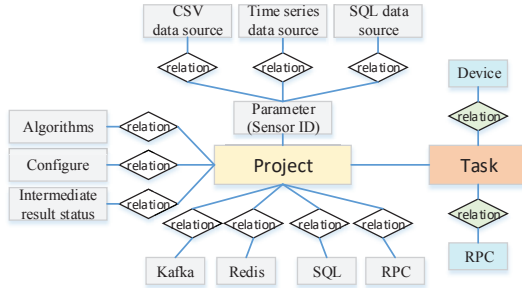 CSV
data source
Time series
data source
SQL data
source
relation
relation
relation
Device
Parameter
(Sensor ID)
relation
Algorithms
relation
Configure
relation
Project
Task
Intermediate
result status
relation
relation
relation
relation
relation
relation
Kafka
Redis
SQL
RPC
RPC